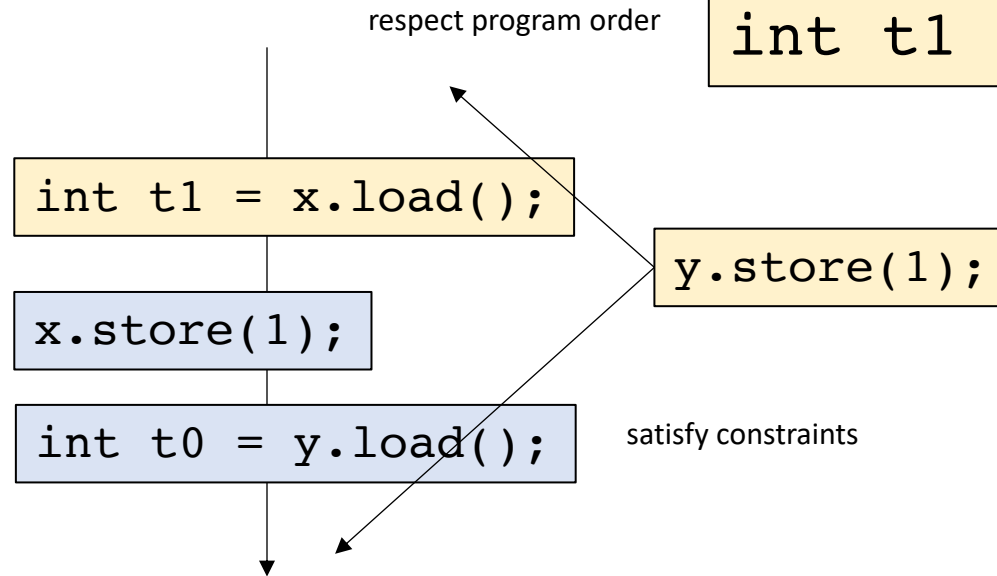 respect program order
int t1
int t1 = x.load();
y.store(1);
x.store(1);
int t0 = y.load();
satisfy constraints